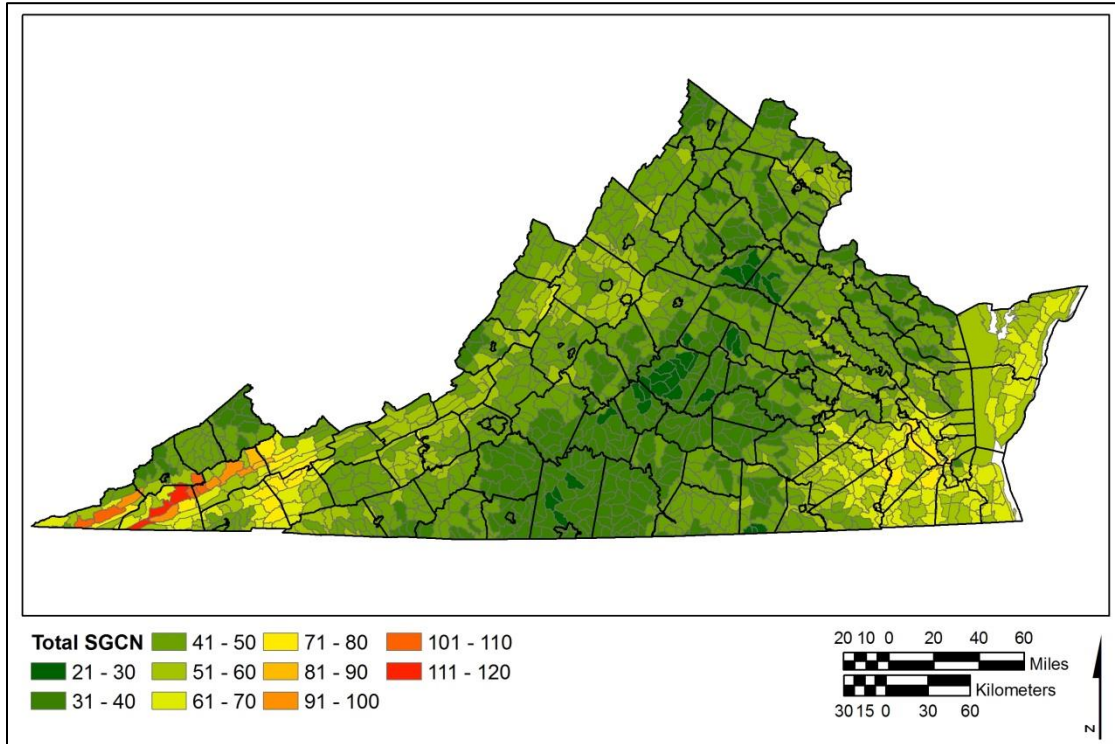 Total SGCN
21 - 30
31 - 40
41 - 50
51 - 60
61 - 70
71 - 80
81 - 90
91 - 100
101 - 110
111 - 120
20 10 0 20 40 60
Miles
Kilometers
30 15 0 30 60
N